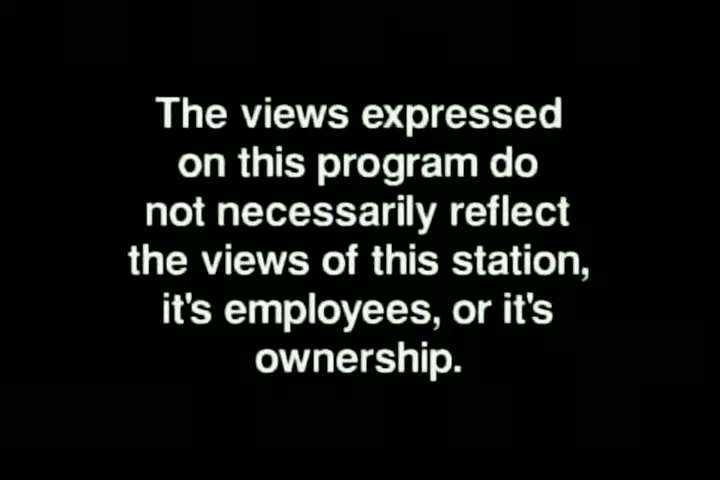 The views expressed
on this program do
not necessarily reflect
the views of this station,
it's employees, or it's
ownership.